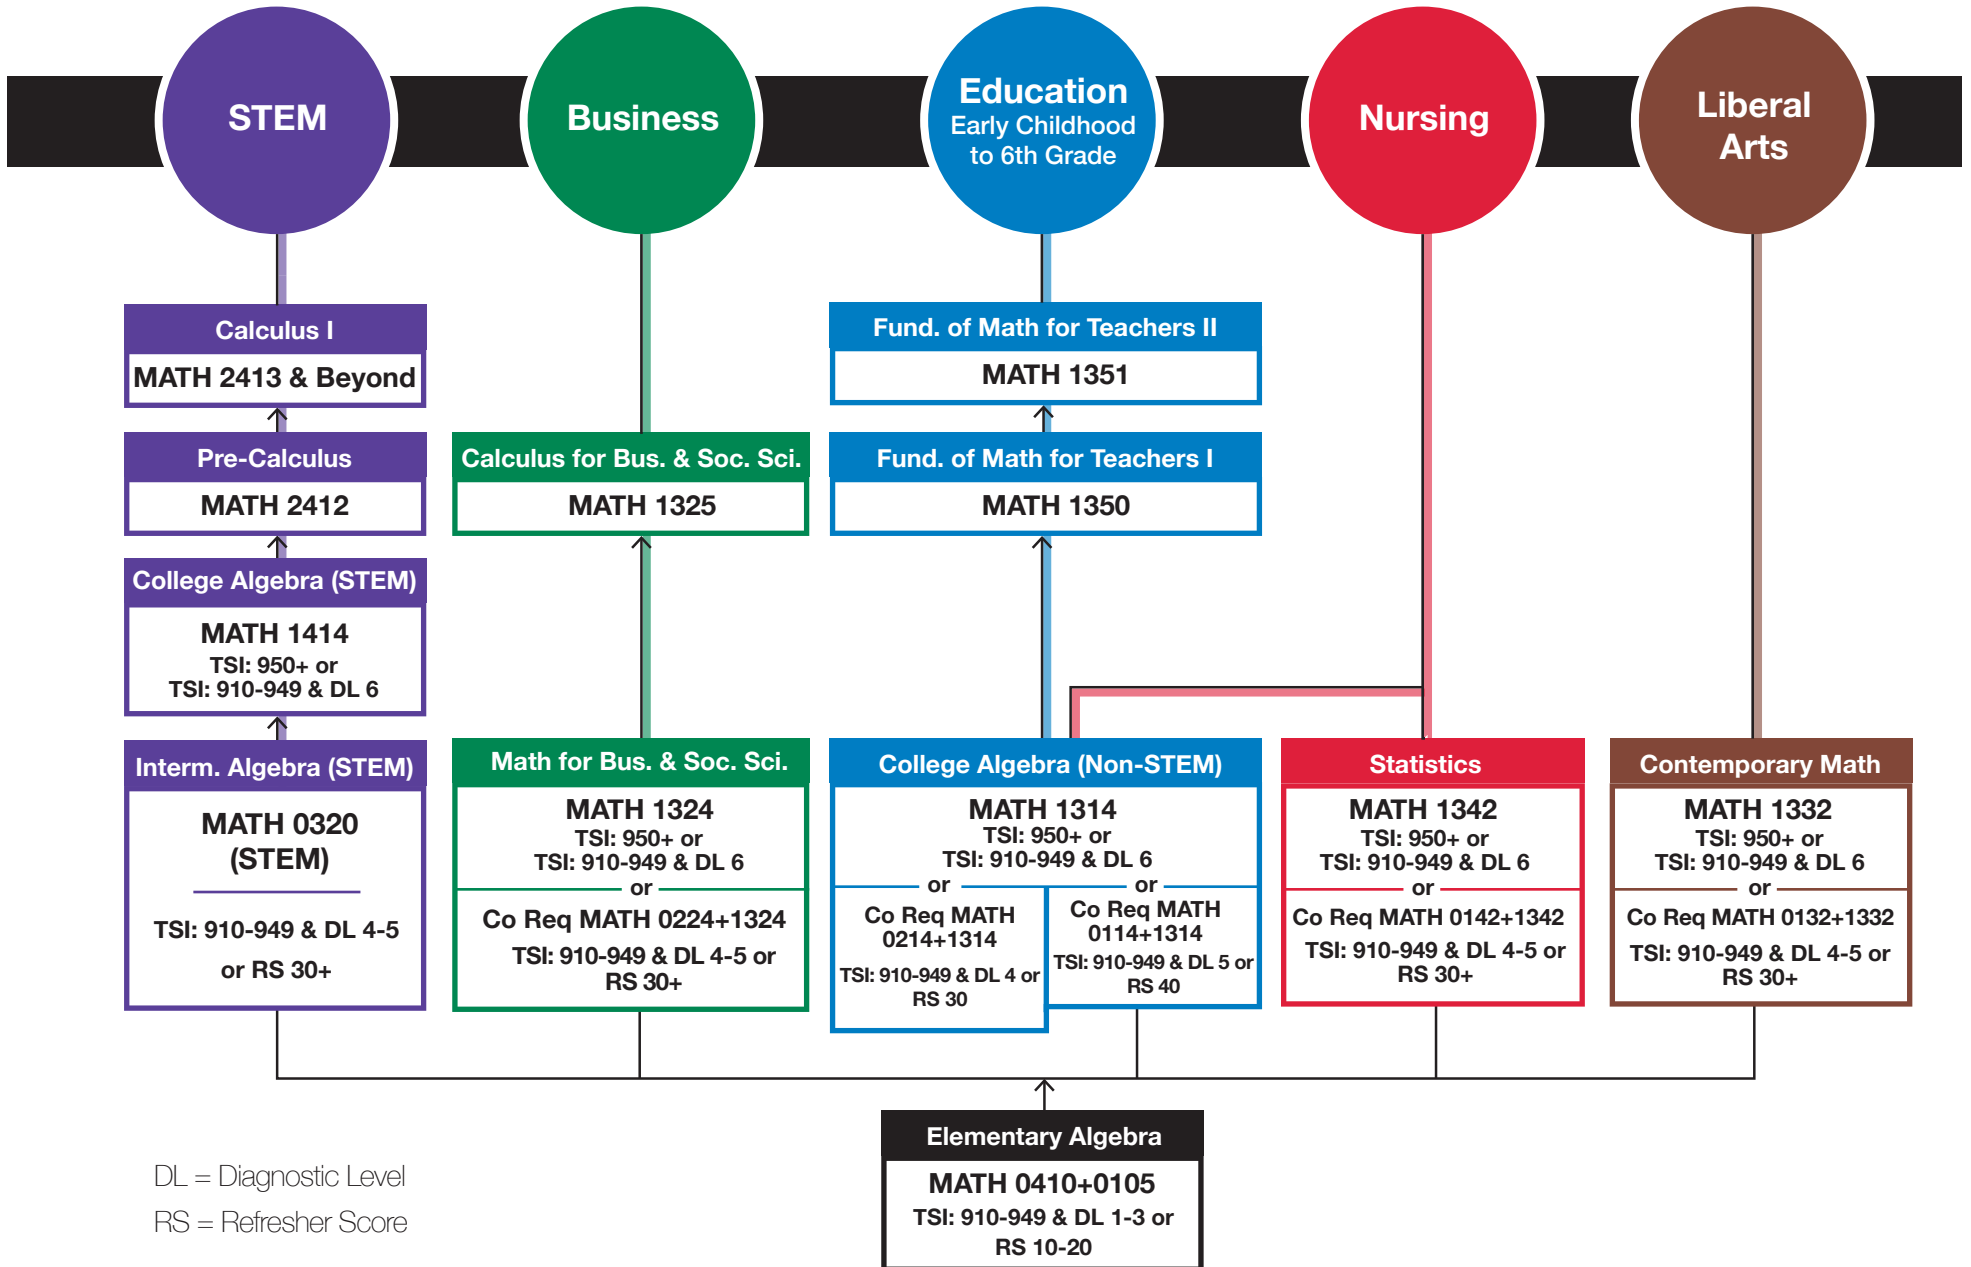 STEM
Business
Education
Early Childhood
to 6th Grade
Nursing
Liberal
Arts
Calculus I
MATH 2413 & Beyond
Pre-Calculus
MATH 2412
College Algebra (STEM)
MATH 1414
TSI: 950+ or
TSI: 910-949 & DL 6
Interm. Algebra (STEM)
MATH 0320
(STEM)
TSI: 910-949 & DL 4-5
or RS 30+
Calculus for Bus. & Soc. Sci.
MATH 1325
Math for Bus. & Soc. Sci.
MATH 1324
TSI: 950+ or
TSI: 910-949 & DL 6
or
Co Req MATH 0224+1324
TSI: 910-949 & DL 4-5 or
RS 30+
Fund. of Math for Teachers II
MATH 1351
Fund. of Math for Teachers I
MATH 1350
College Algebra (Non-STEM)
MATH 1314
TSI: 950+ or
TSI: 910-949 & DL 6
or
Co Req MATH
0214+1314
TSI: 910-949 & DL 4 or
RS 30
or
Co Req MATH
0114+1314
TSI: 910-949 & DL 5 or
RS 40
Statistics
MATH 1342
TSI: 950+ or
TSI: 910-949 & DL 6
or
Co Req MATH 0142+1342
TSI: 910-949 & DL 4-5 or
RS 30+
Contemporary Math
MATH 1332
TSI: 950+ or
TSI: 910-949 & DL 6
or
Co Req MATH 0132+1332
TSI: 910-949 & DL 4-5 or
RS 30+
Elementary Algebra
MATH 0410+0105
TSI: 910-949 & DL 1-3 or
RS 10-20
DL = Diagnostic Level
RS = Refresher Score